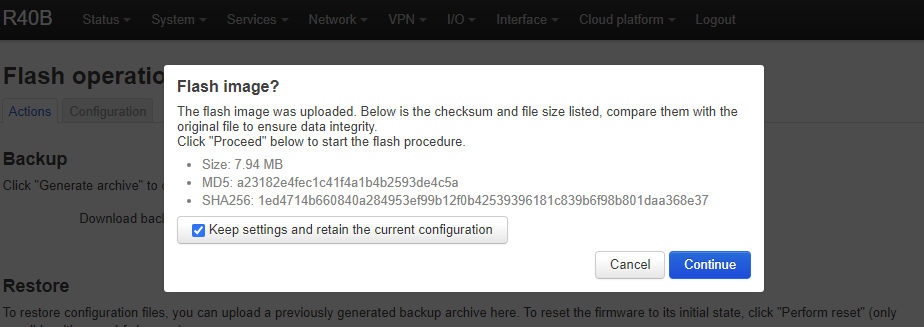 R40B Status System Services Network VPN I/O Interface Cloud platform Logout
Flash operatio
Actions Configuration
Flash image?
The flash image was uploaded. Below is the checksum and file size listed, compare them with the
original file to ensure data integrity.
Click "Proceed" below to start the flash procedure.
Size: 7.94 MB
MD5: a23182e4fec1c41f4a1b4b2593de4c5a
SHA256: 1ed4714b660840a284953ef99b12f0b42539396181c839b6f98b801daa368e37
Keep settings and retain the current configuration
Cancel Continue
Backup
Click "Generate archive" to
Download back
Restore
To restore configuration files, you can upload a previously generated backup archive here. To reset the firmware to its initial state, click "Perform reset" (only